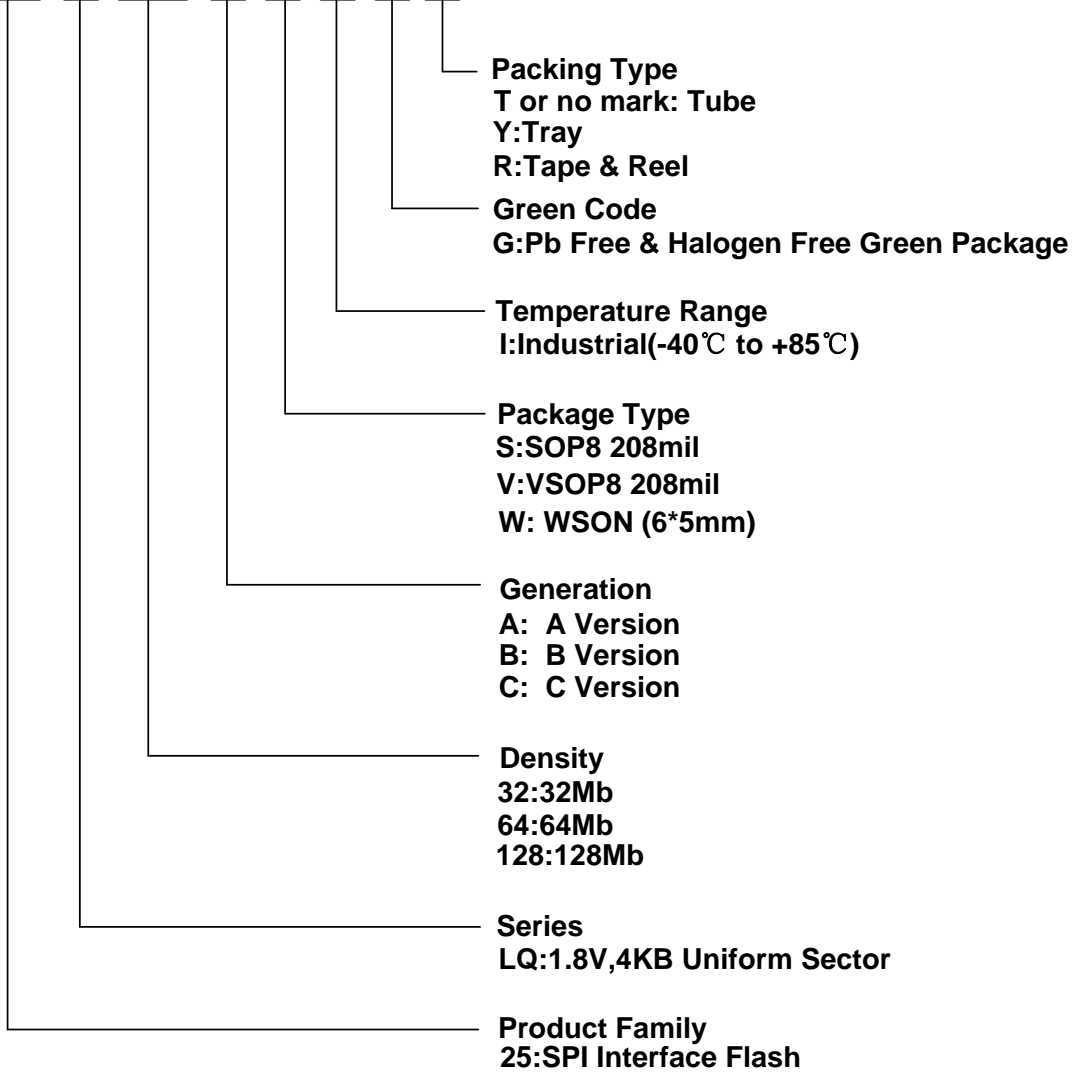 Packing Type
T or no mark: Tube
Y:Tray
R:Tape & Reel
Green Code
G:Pb Free & Halogen Free Green Package
Temperature Range
I:Industrial(-40℃ to +85℃)
Package Type
S:SOP8 208mil
V:VSOP8 208mil
W: WSON (6*5mm)
Generation
A: A Version
B: B Version
C: C Version
Density
32:32Mb
64:64Mb
128:128Mb
Series
LQ:1.8V,4KB Uniform Sector
Product Family
25:SPI Interface Flash